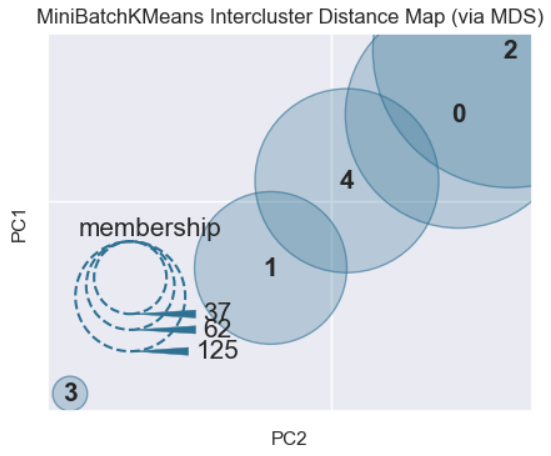 MiniBatchKMeans Intercluster Distance Map (via MDS)
2
0
4
membership
1
37
62
125
3
PC1
PC2